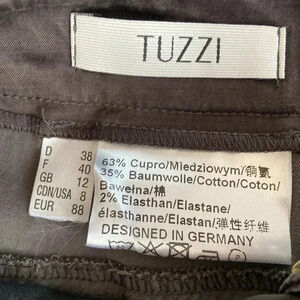 TUZZI
D 38
F 40
GB 12
CDN/USA 8
EUR 88
63% Cupro/Miedziowym/铜氨
35% Baumwolle/Cotton/Coton/
Bawełna/棉
2% Elasthan/Elastane/
élasthanne/Elastan/弹性纤维
DESIGNED IN GERMANY